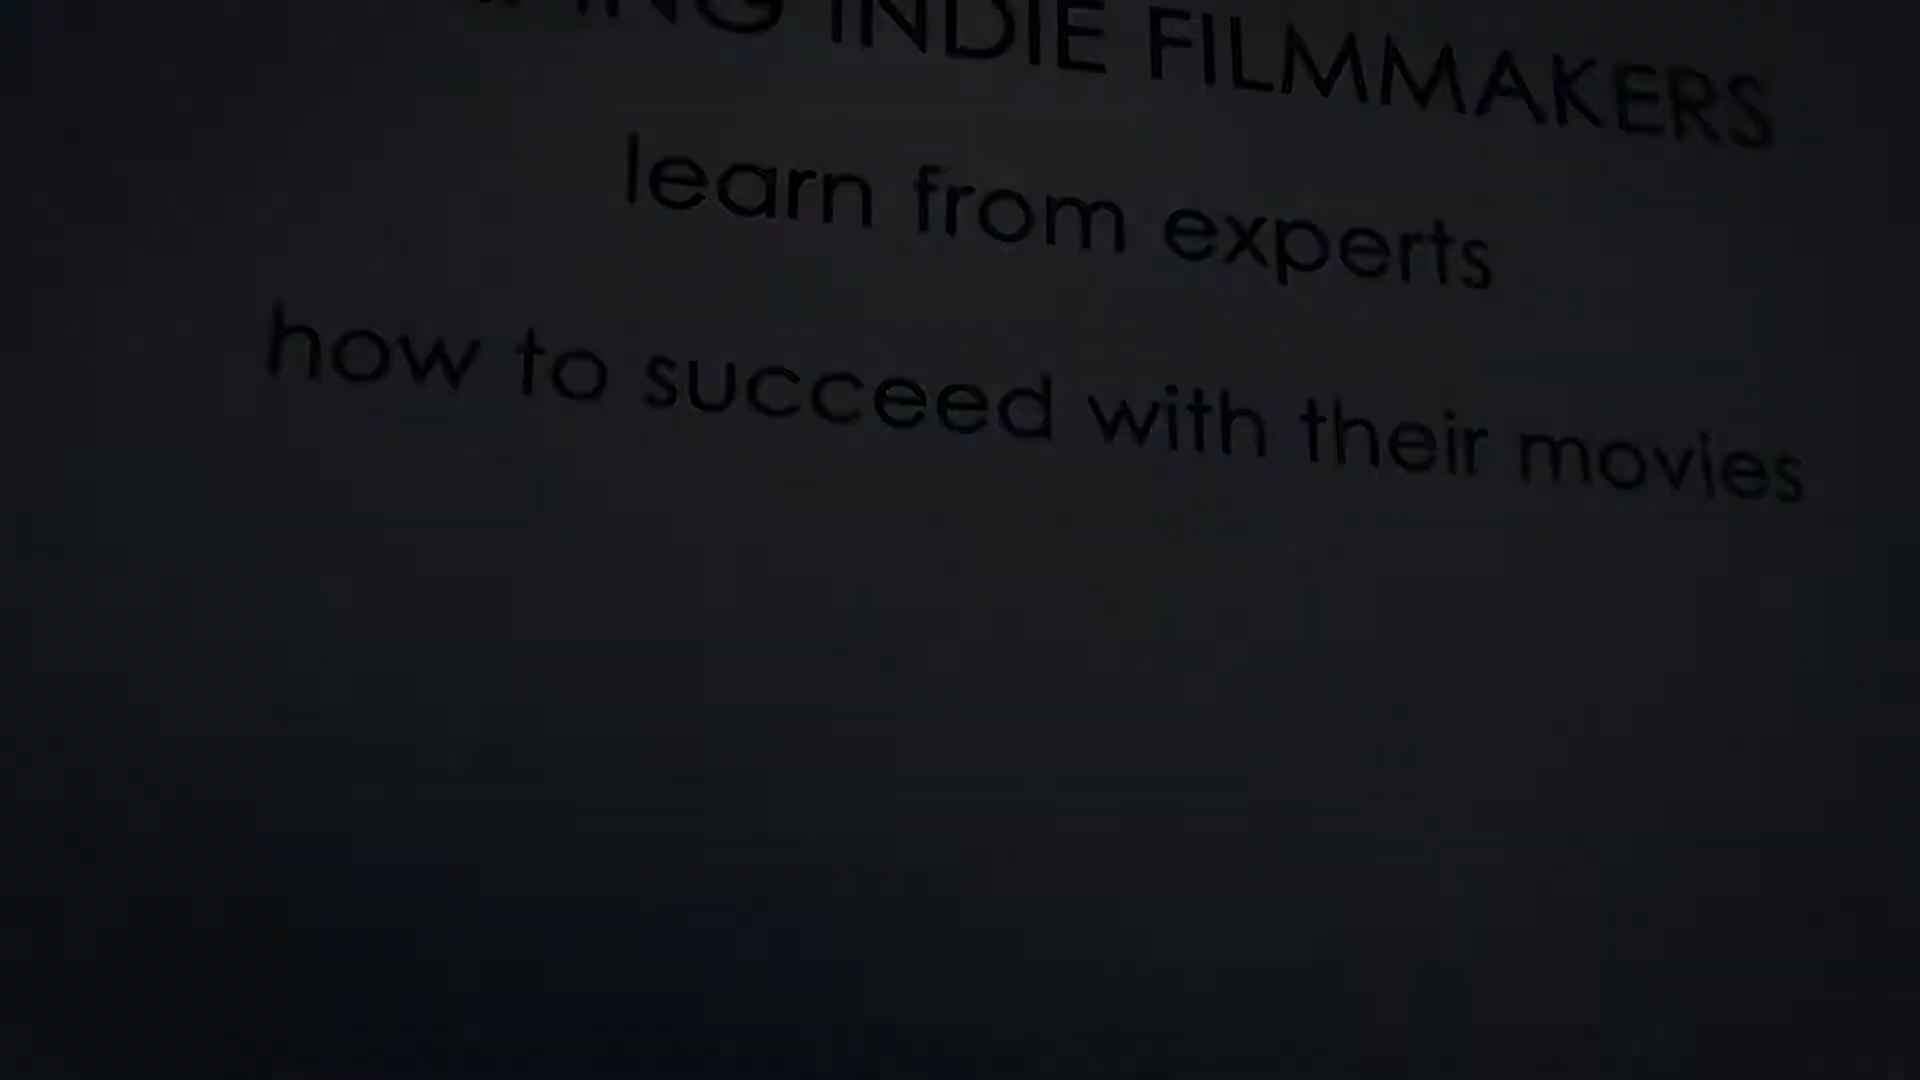 INDIE FILMMAKERS
learn from experts
how to succeed with their movies